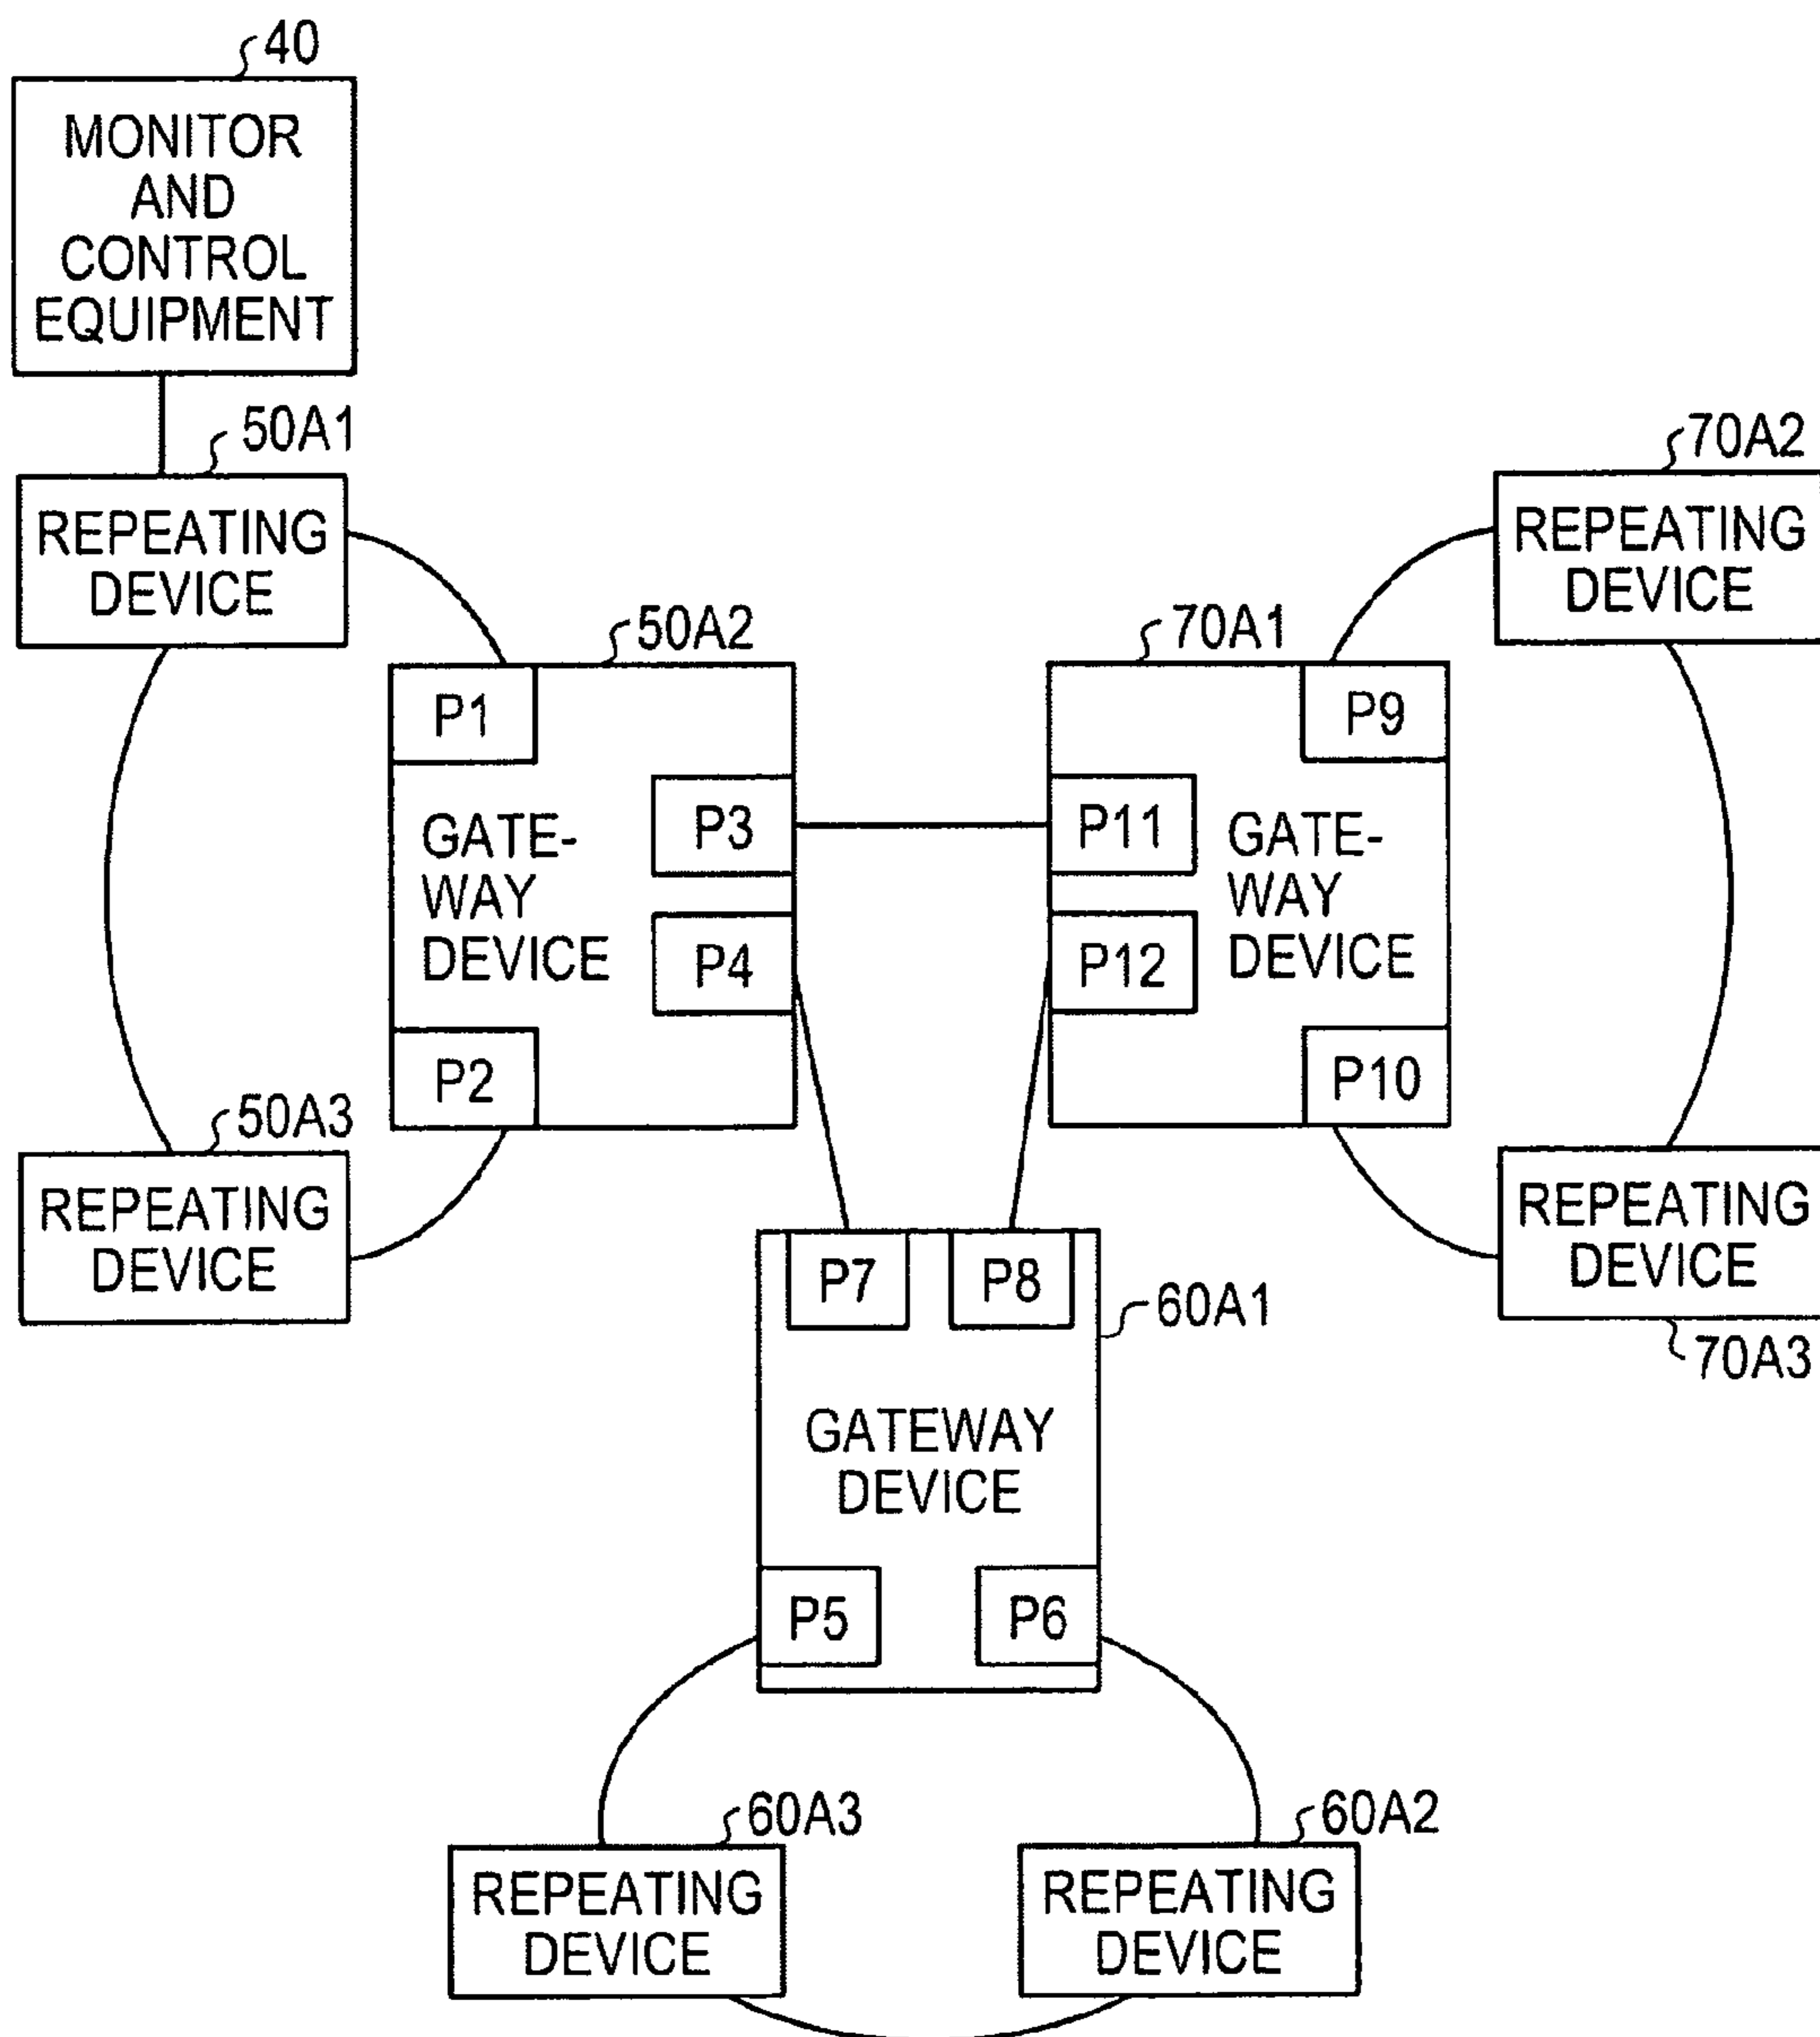 40
MONITOR
AND
CONTROL
EQUIPMENT
50A1
REPEATING
DEVICE
70A2
REPEATING
DEVICE
50A2
P1
P3
GATE-
WAY
DEVICE
P4
P2
70A1
P9
P11
GATE-
WAY
DEVICE
P12
P10
50A3
REPEATING
DEVICE
REPEATING
DEVICE
70A3
P7
P8
60A1
GATEWAY
DEVICE
P5
P6
60A3
REPEATING
DEVICE
60A2
REPEATING
DEVICE